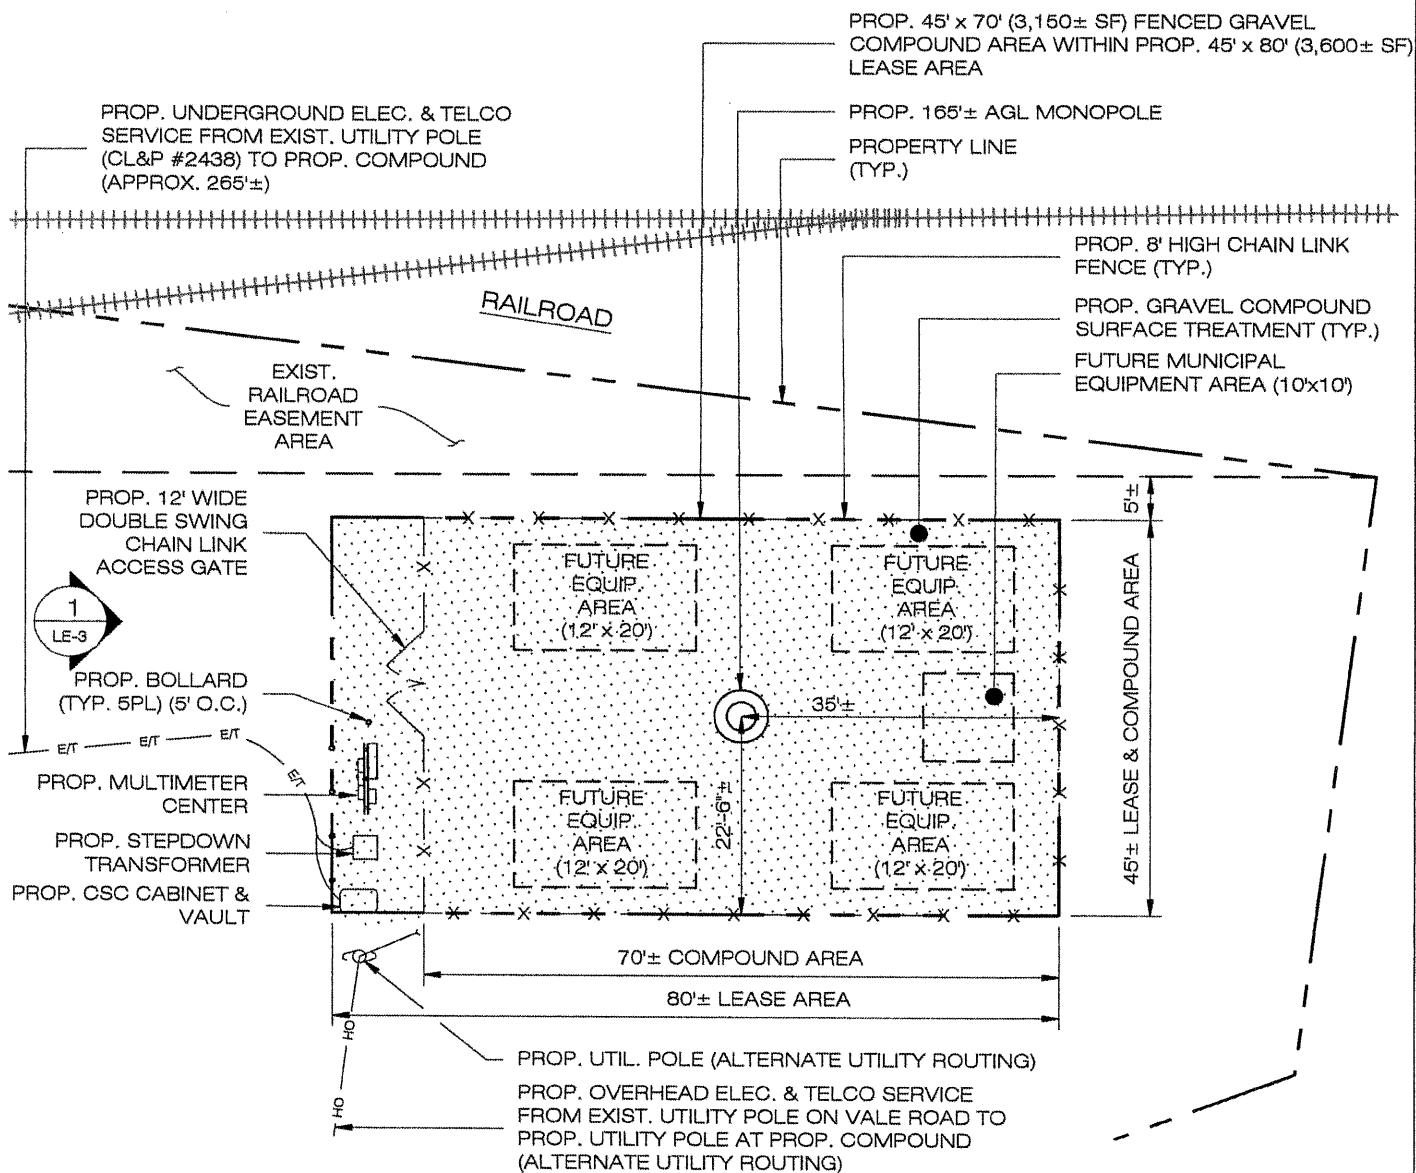 PROP. 45' x 70' (3,150± SF) FENCED GRAVEL
COMPOUND AREA WITHIN PROP. 45' x 80' (3,600± SF)
LEASE AREA
PROP. UNDERGROUND ELEC. & TELCO
SERVICE FROM EXIST. UTILITY POLE
(CL&P #2438) TO PROP. COMPOUND
(APPROX. 265'±)
PROP. 165'± AGL MONOPOLE
PROPERTY LINE
(TYP.)
PROP. 8' HIGH CHAIN LINK
FENCE (TYP.)
RAILROAD
PROP. GRAVEL COMPOUND
SURFACE TREATMENT (TYP.)
FUTURE MUNICIPAL
EQUIPMENT AREA (10'x10')
EXIST.
RAILROAD
EASEMENT
AREA
PROP. 12' WIDE
DOUBLE SWING
CHAIN LINK
ACCESS GATE
5'±
FUTURE
EQUIP.
AREA
(12' x 20')
FUTURE
EQUIP.
AREA
(12' x 20')
1
LE-3
45'± LEASE & COMPOUND AREA
PROP. BOLLARD
(TYP. 5PL) (5' O.C.)
35'±
E/T
E/T
E/T
E/T
PROP. MULTIMETER
CENTER
22'-6"±
FUTURE
EQUIP.
AREA
(12' x 20')
FUTURE
EQUIP.
AREA
(12' x 20')
PROP. STEPDOWN
TRANSFORMER
PROP. CSC CABINET &
VAULT
70'± COMPOUND AREA
80'± LEASE AREA
OH
OH
PROP. UTIL. POLE (ALTERNATE UTILITY ROUTING)
PROP. OVERHEAD ELEC. & TELCO SERVICE
FROM EXIST. UTILITY POLE ON VALE ROAD TO
PROP. UTILITY POLE AT PROP. COMPOUND
(ALTERNATE UTILITY ROUTING)